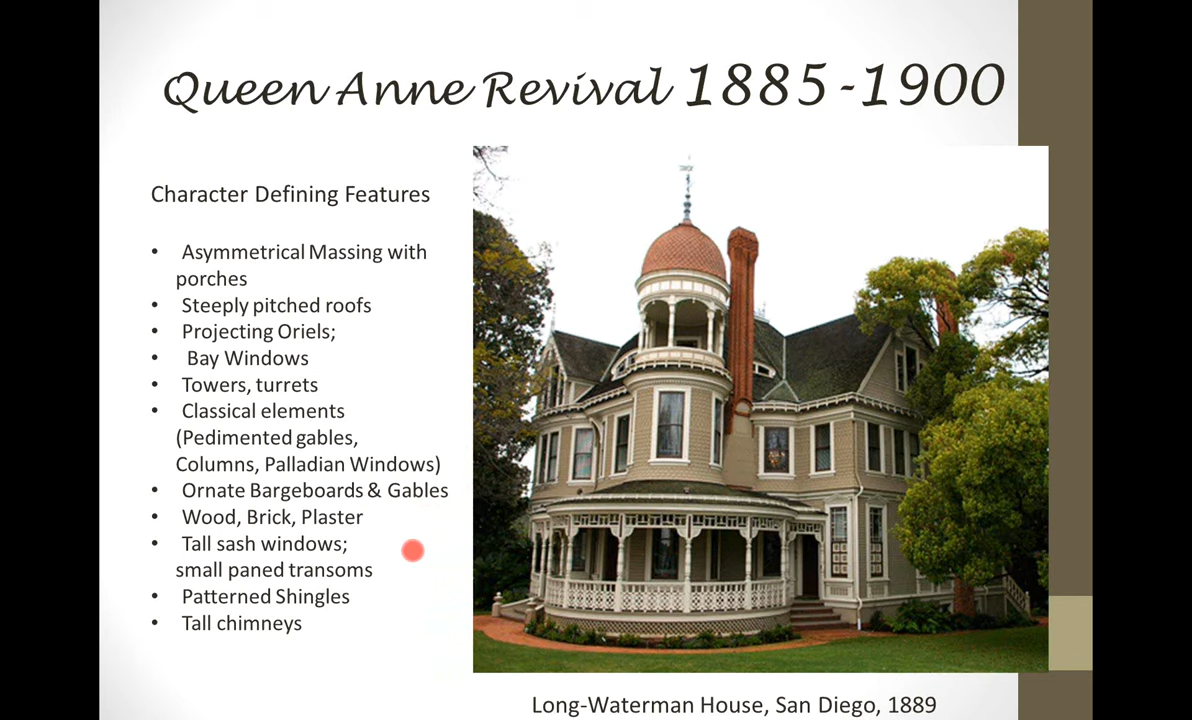 Queen Anne Revival 1885-1900
Character Defining Features
• Asymmetrical Massing with
porches
• Steeply pitched roofs
• Projecting Oriels;
• Bay Windows
• Towers, turrets
• Classical elements
(Pedimented gables,
Columns, Palladian Windows)
• Ornate Bargeboards & Gables
• Wood, Brick, Plaster
• Tall sash windows;
small paned transoms
• Patterned Shingles
• Tall chimneys
Long-Waterman House, San Diego, 1889